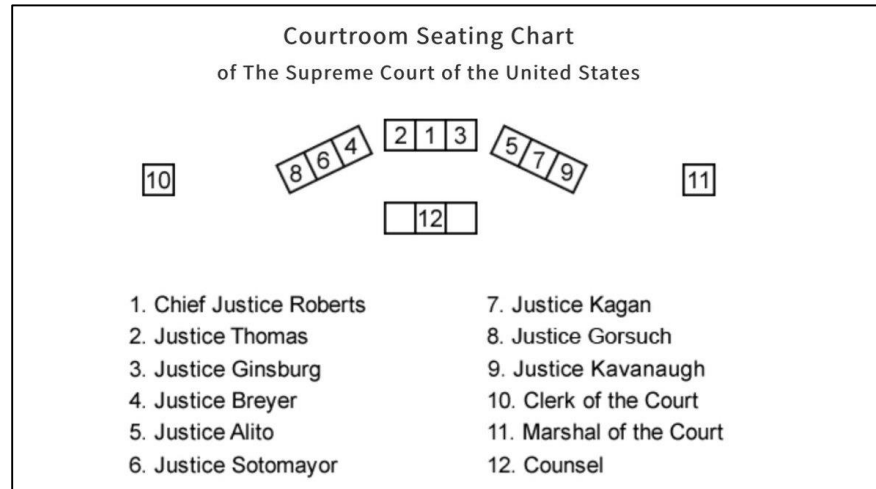 Courtroom Seating Chart
of The Supreme Court of the United States
8 6 4 2 1 3 5 7 9
10 11
12
1. Chief Justice Roberts
2. Justice Thomas
3. Justice Ginsburg
4. Justice Breyer
5. Justice Alito
6. Justice Sotomayor
7. Justice Kagan
8. Justice Gorsuch
9. Justice Kavanaugh
10. Clerk of the Court
11. Marshal of the Court
12. Counsel